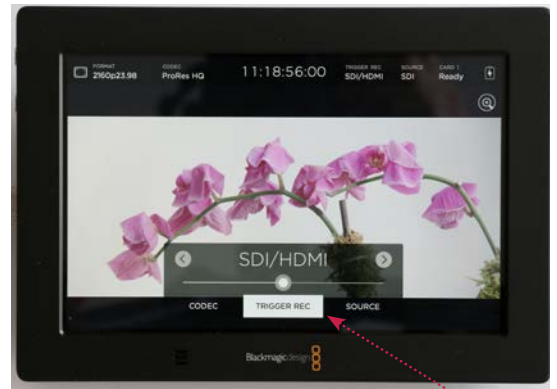 FORMAT CODEC 11:18:56:00 TRIGGER REC SOURCE CARD 1
2160p23.98 ProRes HQ SDI/HDMI SDI Ready
SDI/HDMI
CODEC TRIGGER REC SOURCE
Blackmagicdesign